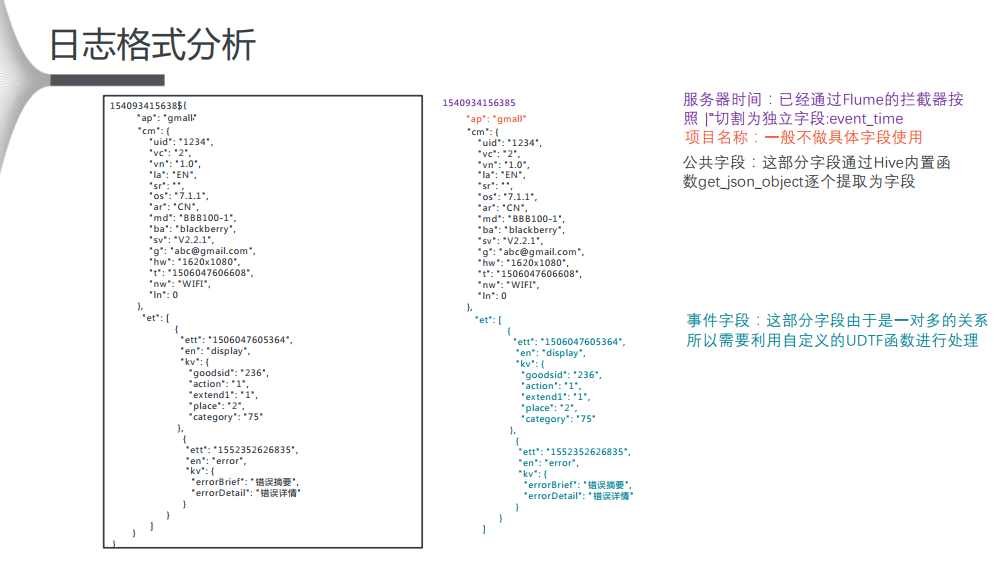 日志格式分析
1540934156385${
"ap": "gmall"
"cm": {
"uid": "1234",
"vc": "2",
"vn": "1.0",
"la": "EN",
"sr": "",
"os": "7.1.1",
"ar": "CN",
"md": "BBB100-1",
"ba": "blackberry",
"sv": "V2.2.1",
"g": "abc@gmail.com",
"hw": "1620x1080",
"t": "1506047606608",
"nw": "WIFI",
"ln": 0
},
"et": [
{
"ett": "1506047605364",
"en": "display",
"kv": {
"goodsid": "236",
"action": "1",
"extend1": "1",
"place": "2",
"category": "75"
},
{
"ett": "1552352626835",
"en": "error",
"kv": {
"errorBrief": "错误摘要",
"errorDetail": "错误详情"
}
}
]
}
}
1540934156385
"ap": "gmall"
"cm": {
"uid": "1234",
"vc": "2",
"vn": "1.0",
"la": "EN",
"sr": "",
"os": "7.1.1",
"ar": "CN",
"md": "BBB100-1",
"ba": "blackberry",
"sv": "V2.2.1",
"g": "abc@gmail.com",
"hw": "1620x1080",
"t": "1506047606608",
"nw": "WIFI",
"ln": 0
},
"et": [
{
"ett": "1506047605364",
"en": "display",
"kv": {
"goodsid": "236",
"action": "1",
"extend1": "1",
"place": "2",
"category": "75"
},
{
"ett": "1552352626835",
"en": "error",
"kv": {
"errorBrief": "错误摘要",
"errorDetail": "错误详情"
}
}
]
服务器时间：已经通过Flume的拦截器按
照 |"切割为独立字段:event_time
项目名称：一般不做具体字段使用
公共字段：这部分字段通过Hive内置函
数get_json_object逐个提取为字段
事件字段：这部分字段由于是一对多的关系
所以需要利用自定义的UDTF函数进行处理